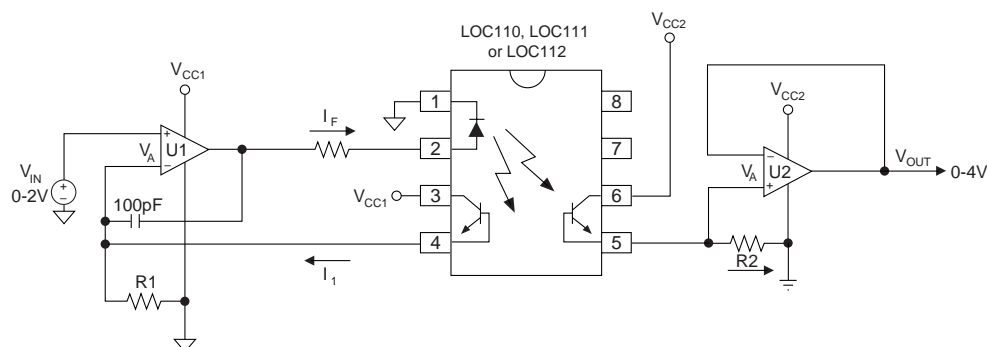 LOC110, LOC111
or LOC112
VCC2
VCC1
1
8
IF
VCC2
VA
U1
2
7
VA
U2
VOUT
0-4V
VIN
0-2V
100pF
VCC1
3
6
4
5
I1
R2
R1
+
−
−
+
+
−